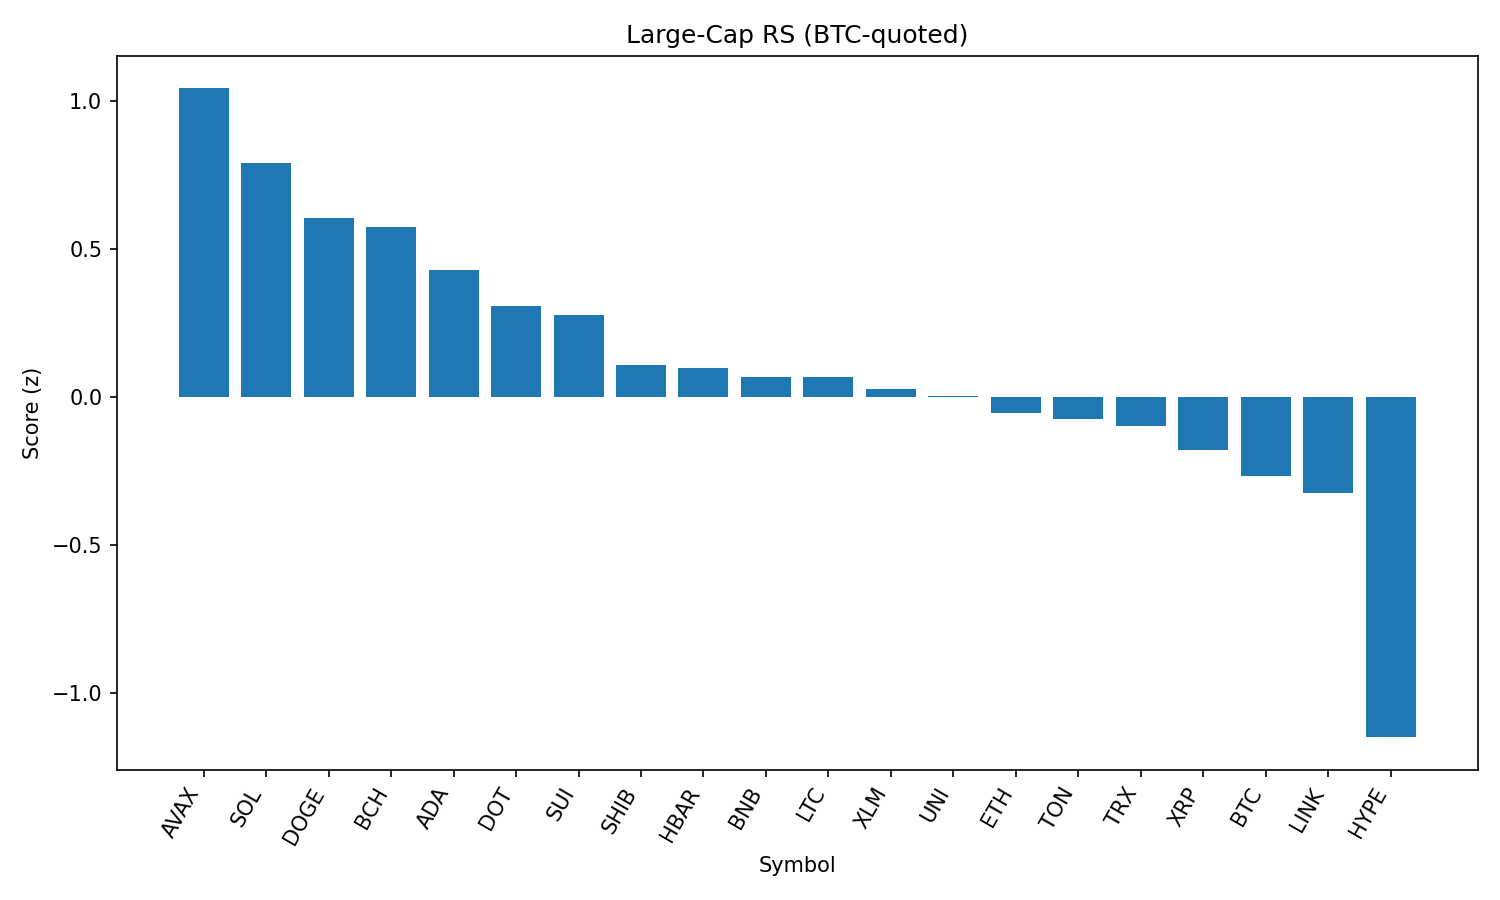 Large-Cap RS (BTC-quoted)
Score (z)
1.0
0.5
0.0
−0.5
−1.0
AVAX
SOL
DOGE
BCH
ADA
DOT
SUI
SHIB
HBAR
BNB
LTC
XLM
UNI
ETH
TON
TRX
XRP
BTC
LINK
HYPE
Symbol